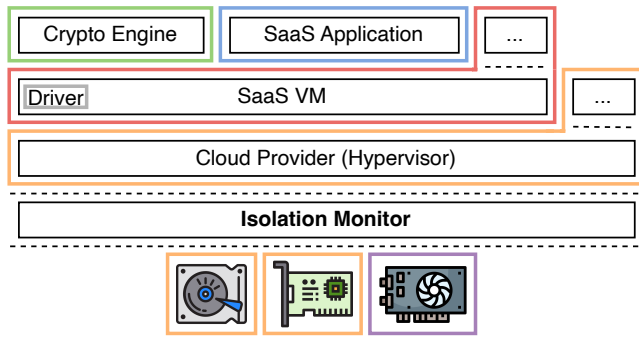 Crypto Engine SaaS Application ...
Driver SaaS VM ...
Cloud Provider (Hypervisor)
Isolation Monitor